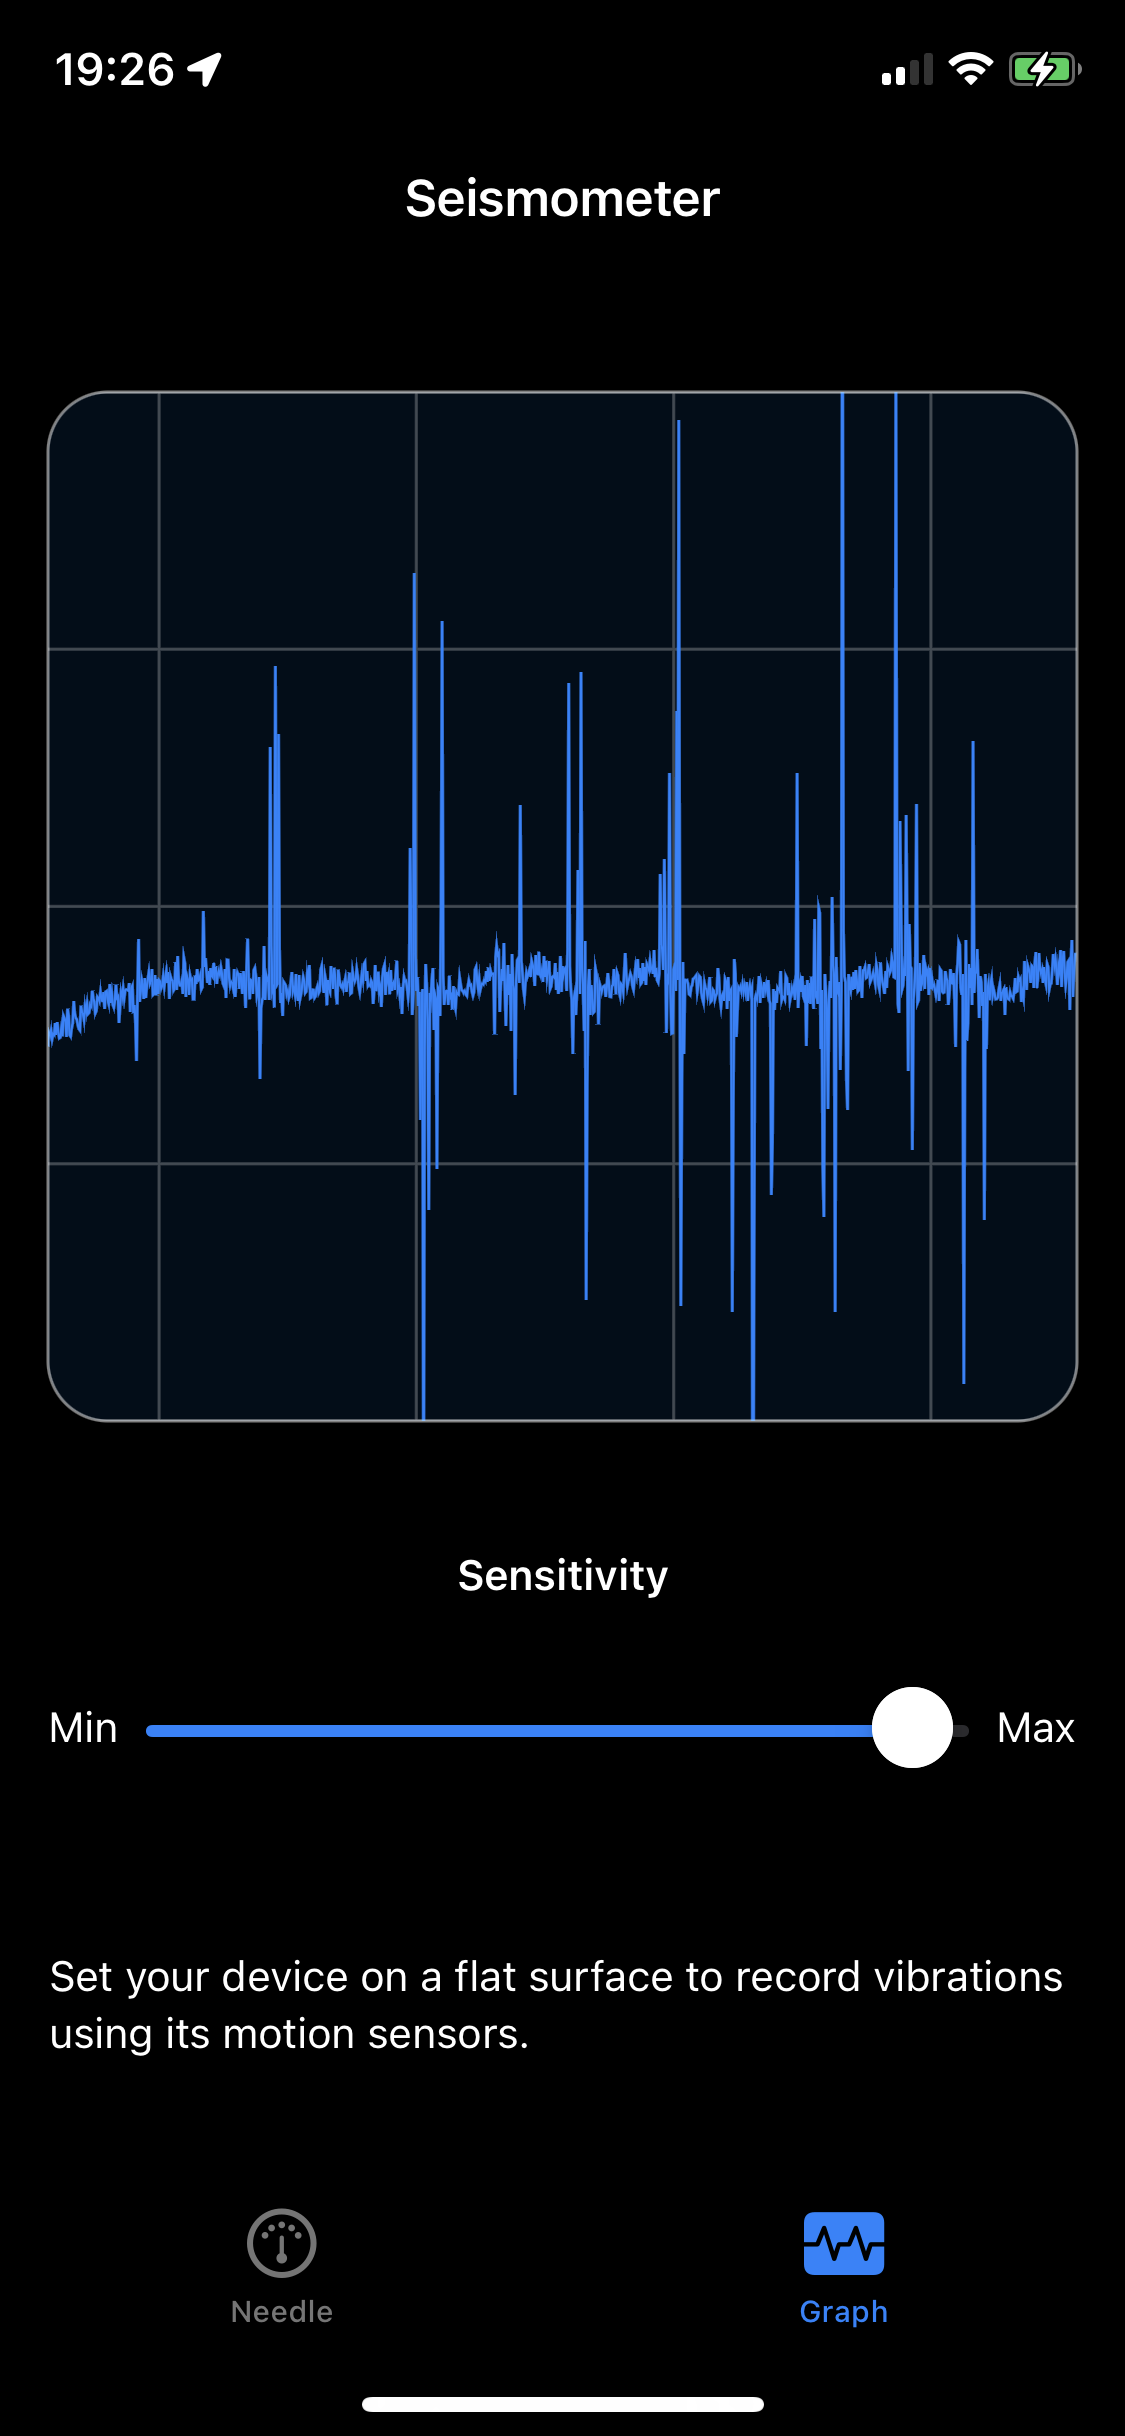 19:26
Seismometer
Sensitivity
Min Max
Set your device on a flat surface to record vibrations
using its motion sensors.
Needle Graph